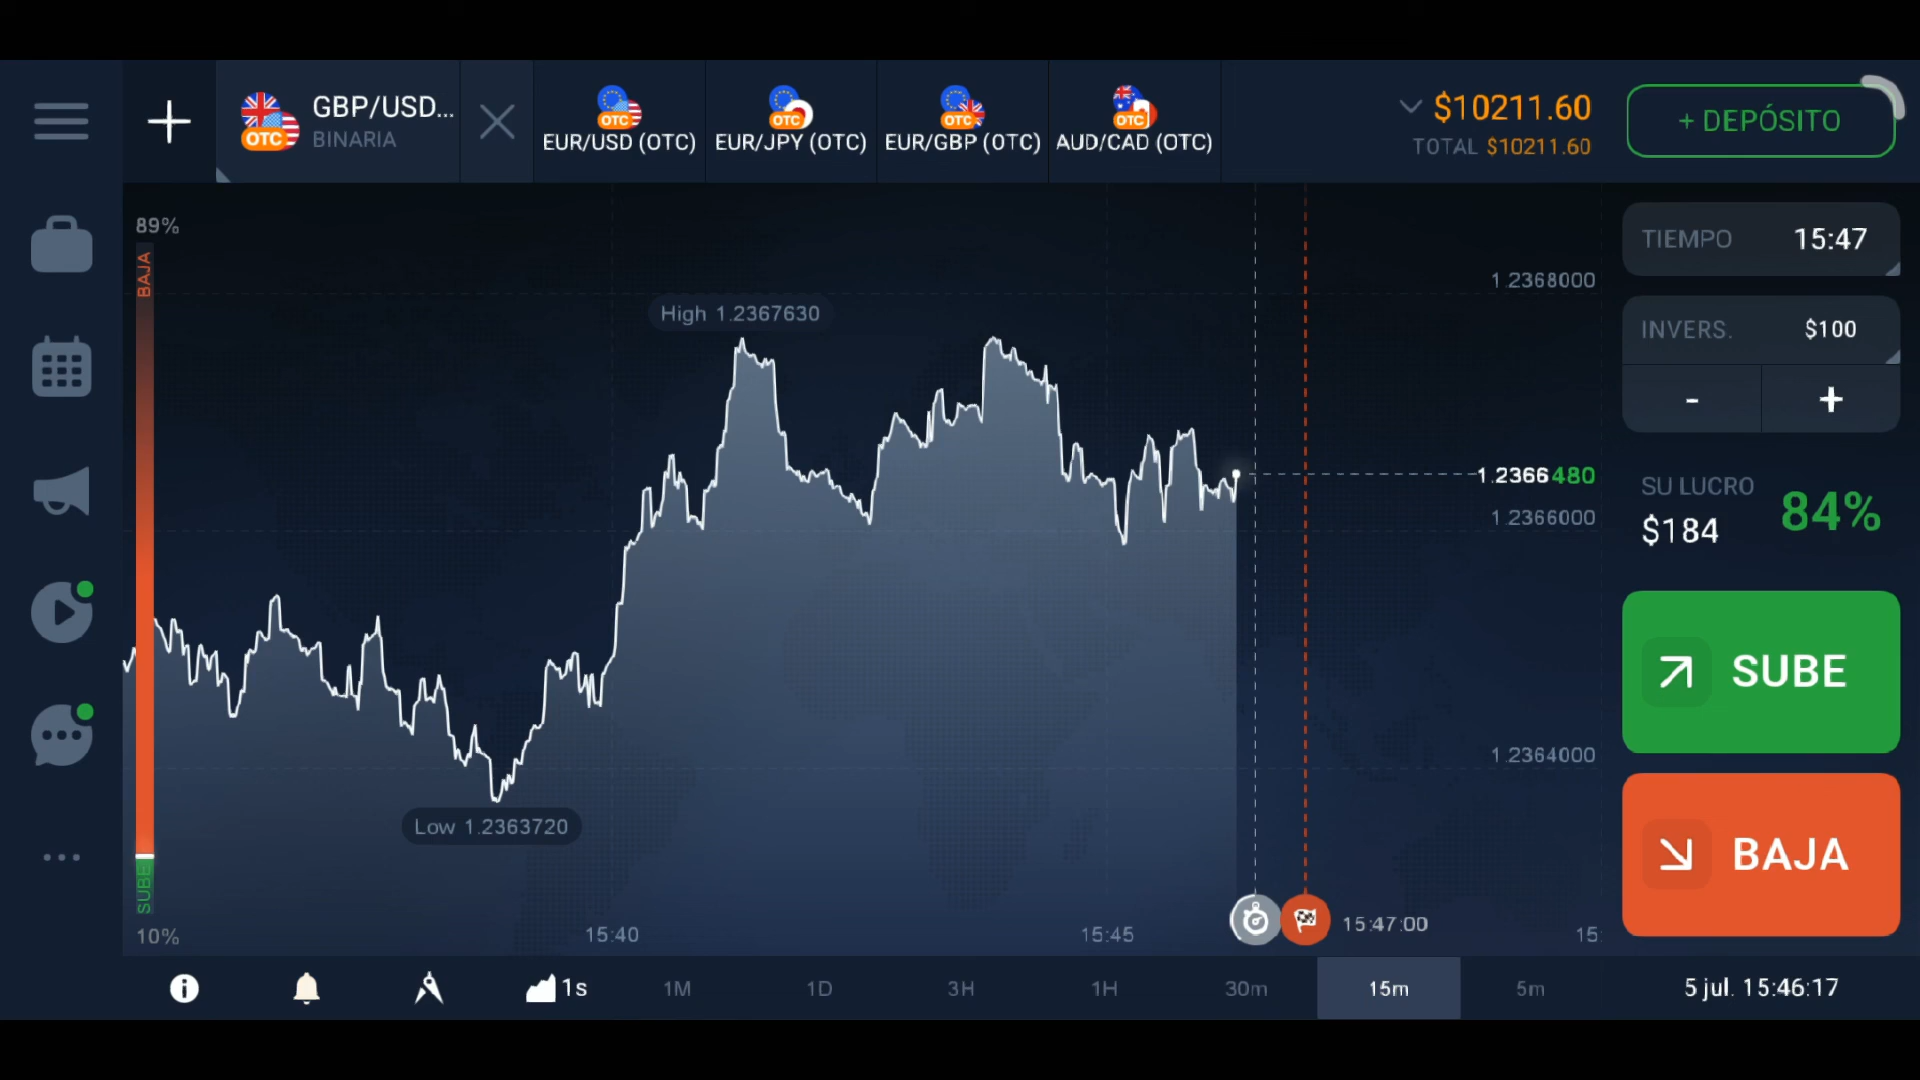 GBP/USD...
BINARIA
OTC
EUR/USD (OTC)
OTC
EUR/JPY (OTC)
OTC
EUR/GBP (OTC)
OTC
AUD/CAD (OTC)
OTC
$10211.60
TOTAL $10211.60
+ DEPÓSITO
89%
BAJA
SUBE
10%
High 1.2367630
Low 1.2363720
1.2368000
1.2366480
1.2366000
1.2364000
15:40
15:45
15:47:00
15:
TIEMPO 15:47
INVERS. $100
- +
SU LUCRO
$184
84%
SUBE
BAJA
1s
1M
1D
3H
1H
30m
15m
5m
5 jul. 15:46:17